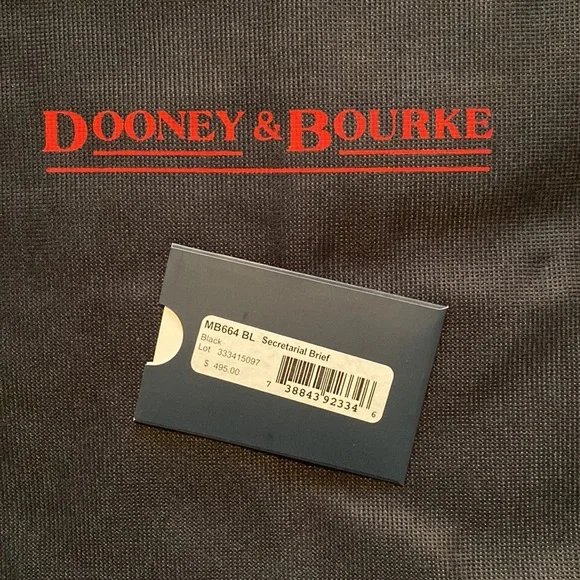 DOONEY & BOURKE
MB664 BL Secretarial Brief
Black
Lot 333415097
$ 495.00
7 38843 92334 6